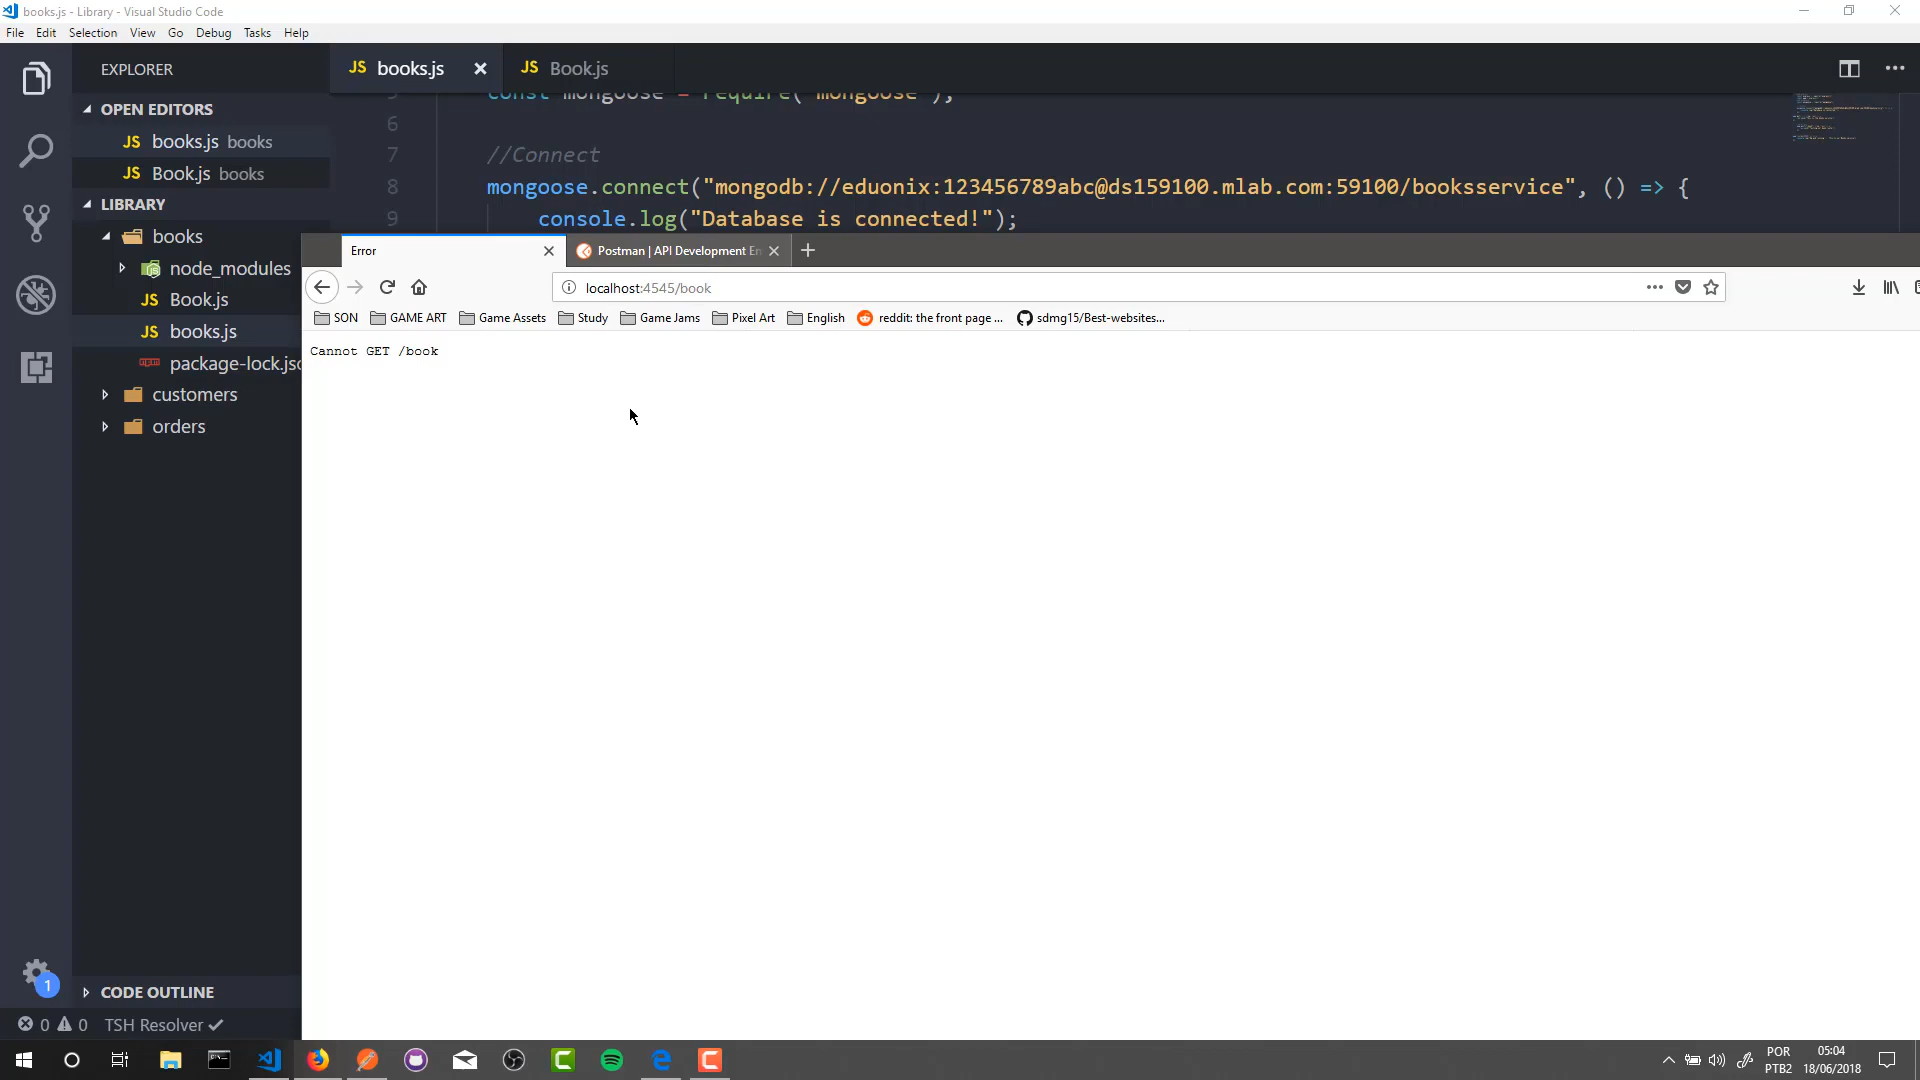 books.js - Library - Visual Studio Code
File Edit Selection View Go Debug Tasks Help
EXPLORER
JS books.js
JS Book.js
OPEN EDITORS
JS books.js books
JS Book.js books
LIBRARY
books
node_modules
JS Book.js
JS books.js
package-lock.jsc
customers
orders
CODE OUTLINE
0 0 TSH Resolver
1
const mongoose = require("mongoose");
6
7 //Connect
8 mongoose.connect("mongodb://eduonix:123456789abc@ds159100.mlab.com:59100/booksservice", () => {
9 console.log("Database is connected!");
Error
Postman | API Development En
localhost:4545/book
SON GAME ART Game Assets Study Game Jams Pixel Art English reddit: the front page ... sdmg15/Best-websites...
Cannot GET /book
POR
PTB2
05:04
18/06/2018